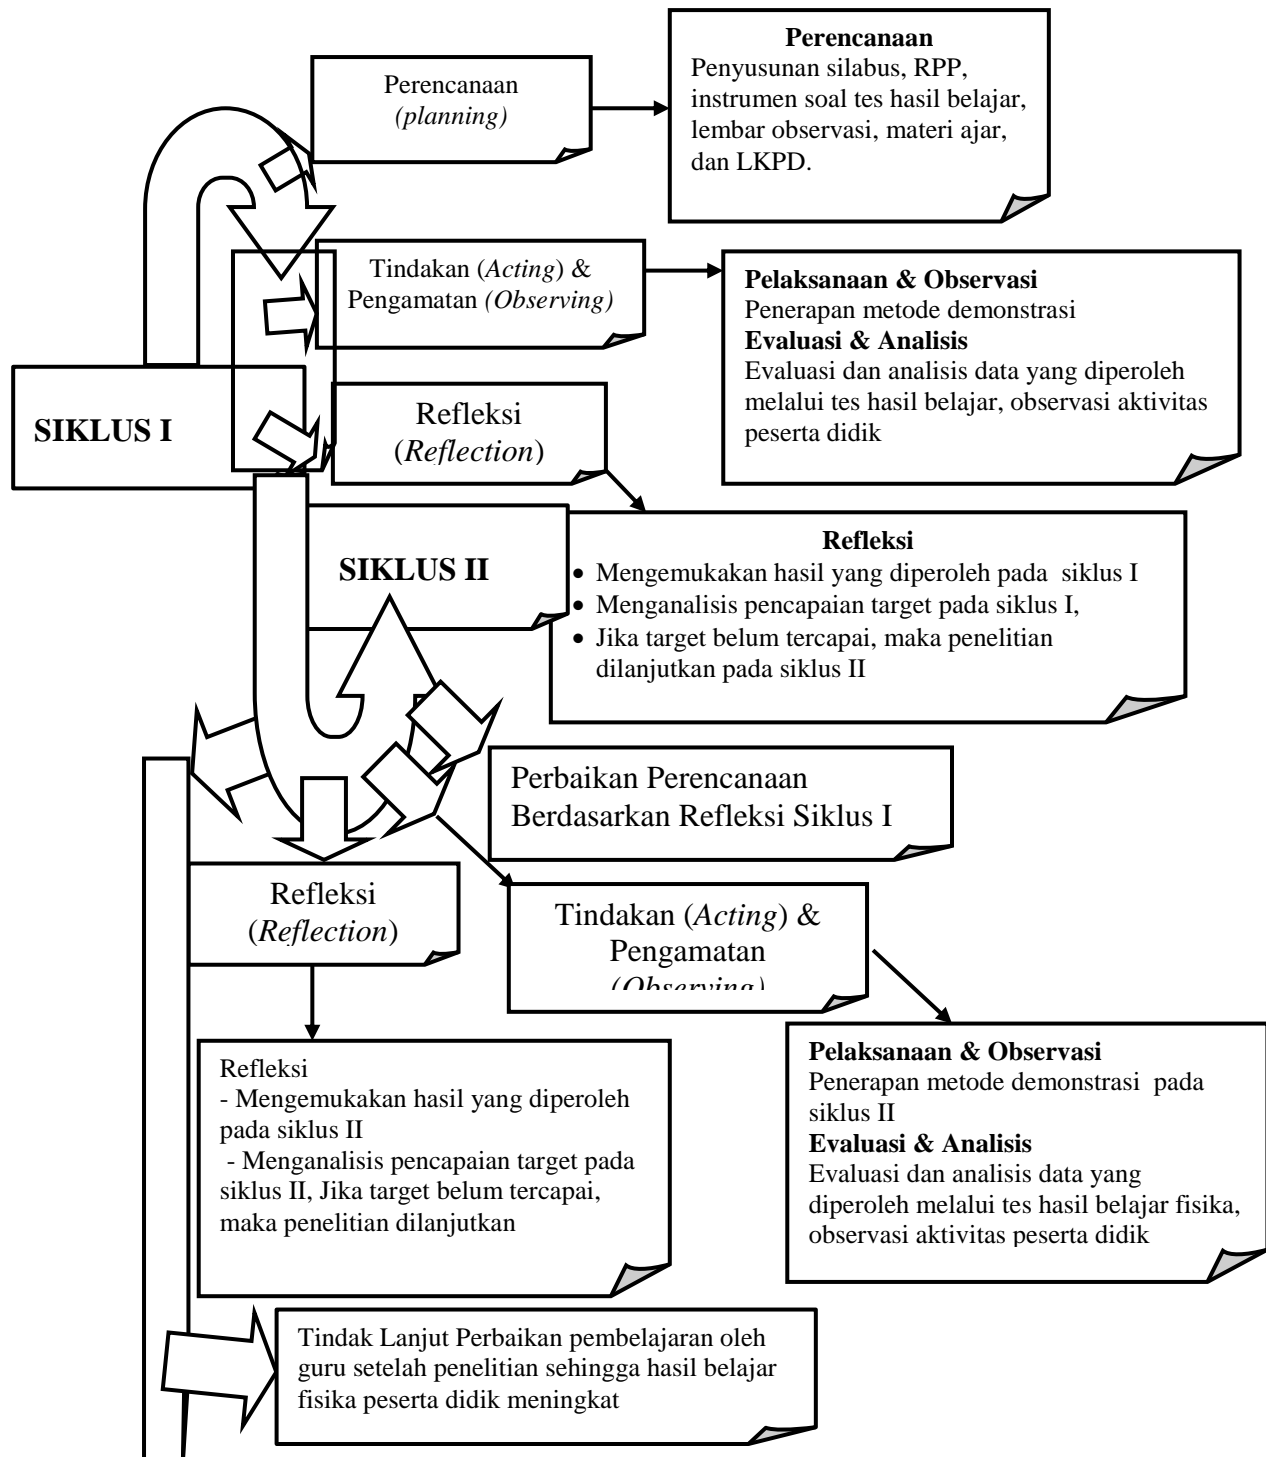 Perencanaan
(planning)
Perencanaan
Penyusunan silabus, RPP,
instrumen soal tes hasil belajar,
lembar observasi, materi ajar,
dan LKPD.
Tindakan (Acting) &
Pengamatan (Observing)
Pelaksanaan & Observasi
Penerapan metode demonstrasi
Evaluasi & Analisis
Evaluasi dan analisis data yang diperoleh
melalui tes hasil belajar, observasi aktivitas
peserta didik
SIKLUS I
Refleksi
(Reflection)
SIKLUS II
Refleksi
• Mengemukakan hasil yang diperoleh pada siklus I
• Menganalisis pencapaian target pada siklus I,
• Jika target belum tercapai, maka penelitian
dilanjutkan pada siklus II
Perbaikan Perencanaan
Berdasarkan Refleksi Siklus I
Refleksi
(Reflection)
Tindakan (Acting) &
Pengamatan
(Observing)
Refleksi
- Mengemukakan hasil yang diperoleh
pada siklus II
- Menganalisis pencapaian target pada
siklus II, Jika target belum tercapai,
maka penelitian dilanjutkan
Pelaksanaan & Observasi
Penerapan metode demonstrasi pada
siklus II
Evaluasi & Analisis
Evaluasi dan analisis data yang
diperoleh melalui tes hasil belajar fisika,
observasi aktivitas peserta didik
Tindak Lanjut Perbaikan pembelajaran oleh
guru setelah penelitian sehingga hasil belajar
fisika peserta didik meningkat